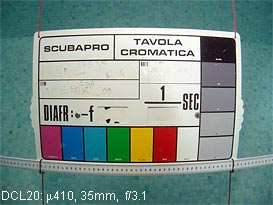 SCUBAPRO
TAVOLA
CROMATICA
1
DIAFR: -f
SEC
DCL20: µ410, 35mm, f/3.1